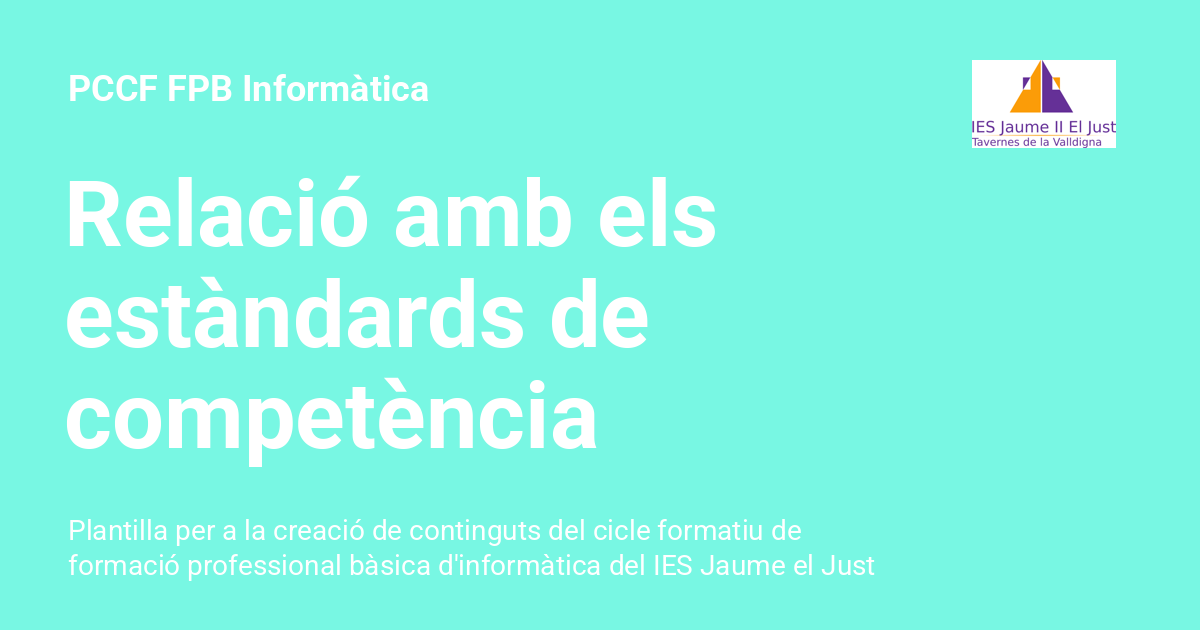 PCCF FPB Informàtica
IES Jaume II El Just
Tavernes de la Valldigna
Relació amb els
estàndards de
competència
Plantilla per a la creació de continguts del cicle formatiu de
formació professional bàsica d'informàtica del IES Jaume el Just